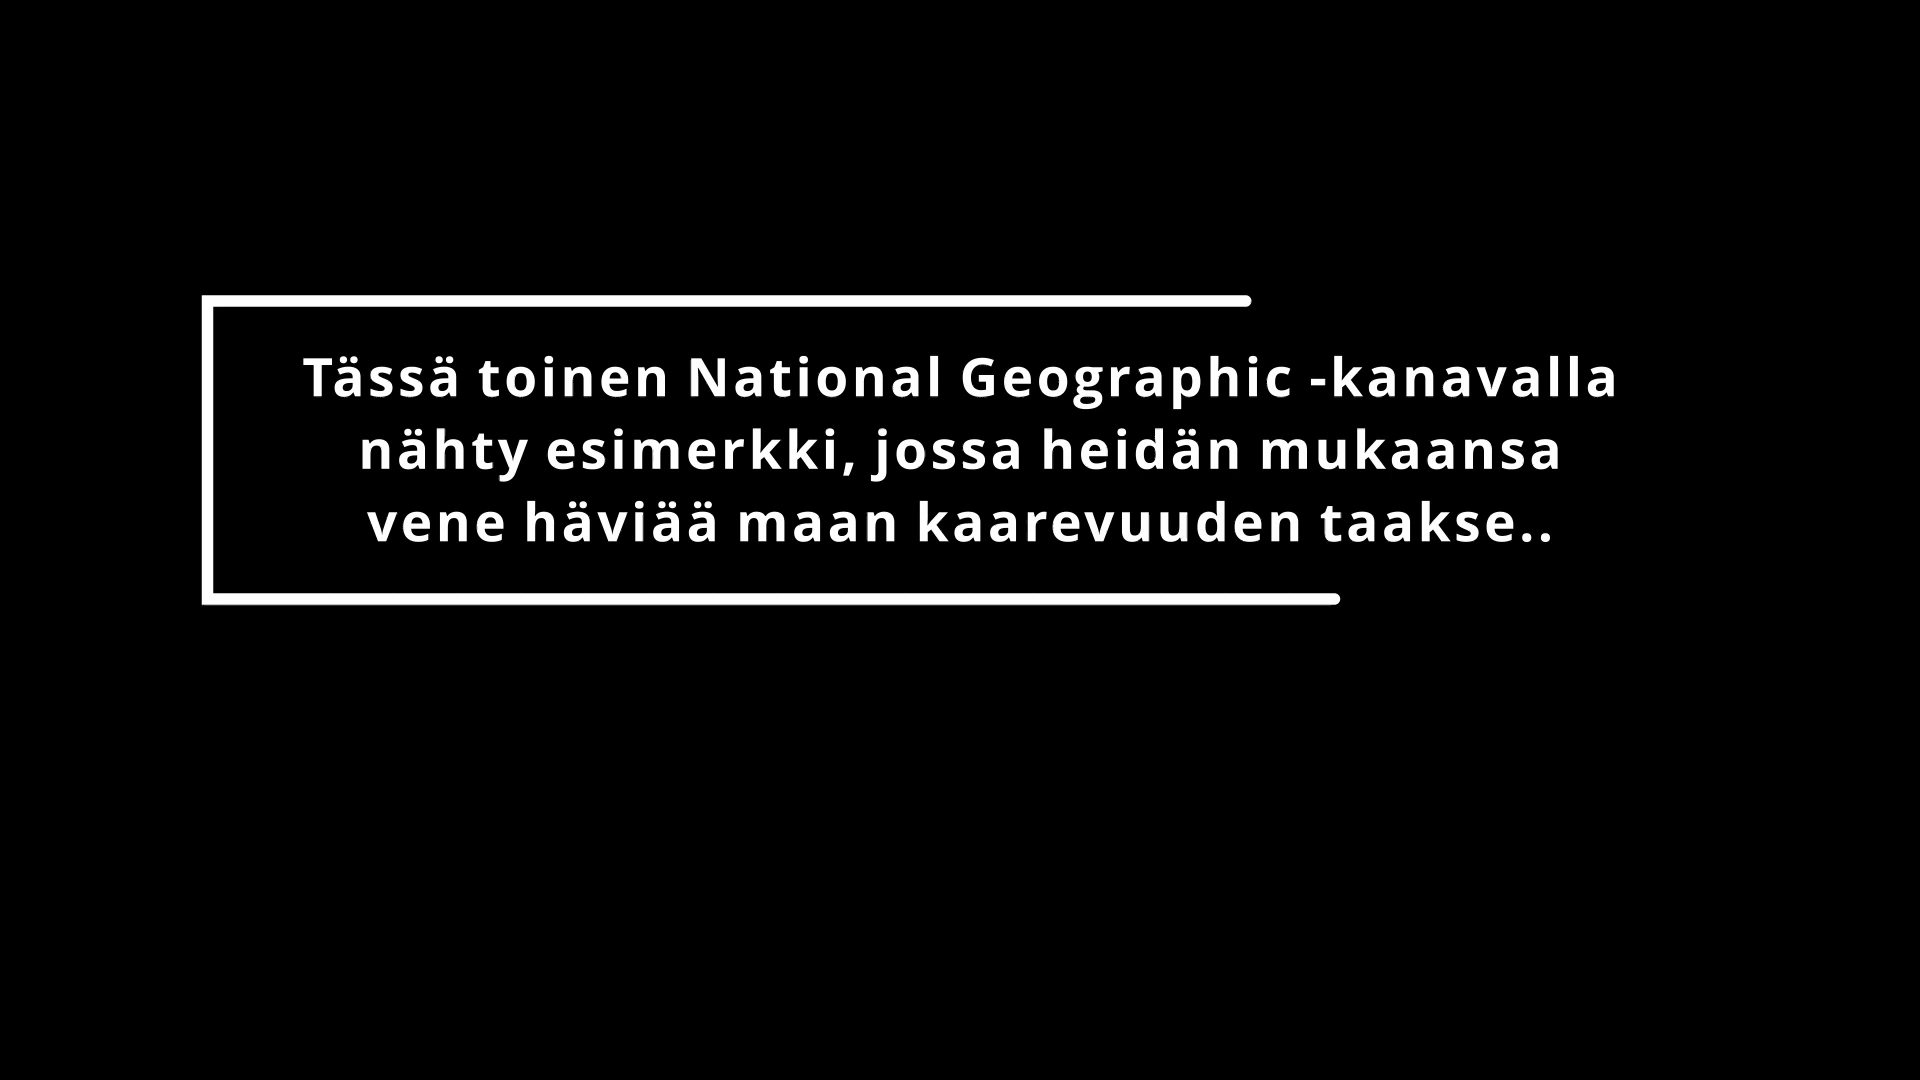 Tässä toinen National Geographic -kanavalla
nähty esimerkki, jossa heidän mukaansa
vene häviää maan kaarevuuden taakse..